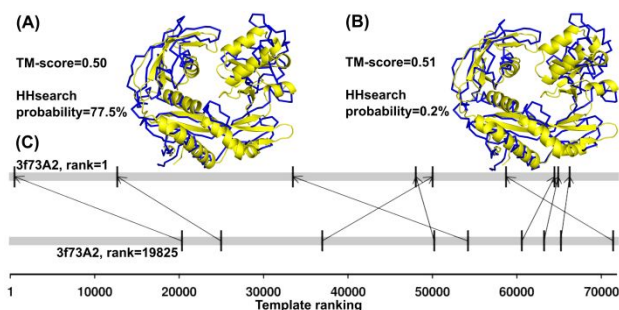 (A)
TM-score=0.50
HHsearch
probability=77.5%
(B)
TM-score=0.51
HHsearch
probability=0.2%
(C)
3f73A2, rank=1
3f73A2, rank=19825
1 10000 20000 30000 40000 50000 60000 70000
Template ranking